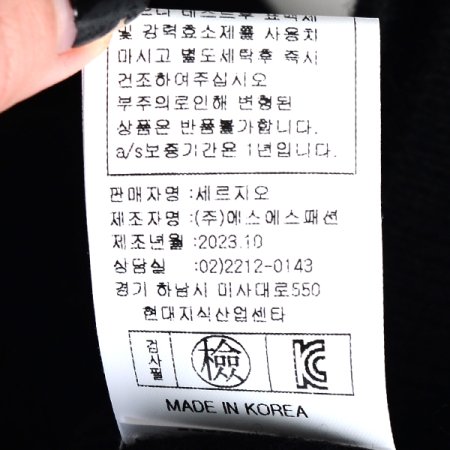 및 강력효소제품 사용치
마시고 별도세탁후 즉시
건조하여주십시오
부주의로인해 변형된
상품은 반품불가합니다.
a/s보증기간은 1년입니다.
판매자명 :세르지오
제조자명 :(주)에스에스패션
제조년월 :2023.10
상담실 :02)2212-0143
경기 하남시 미사대로550
현대지식산업센타
검사필 檢 KC
MADE IN KOREA